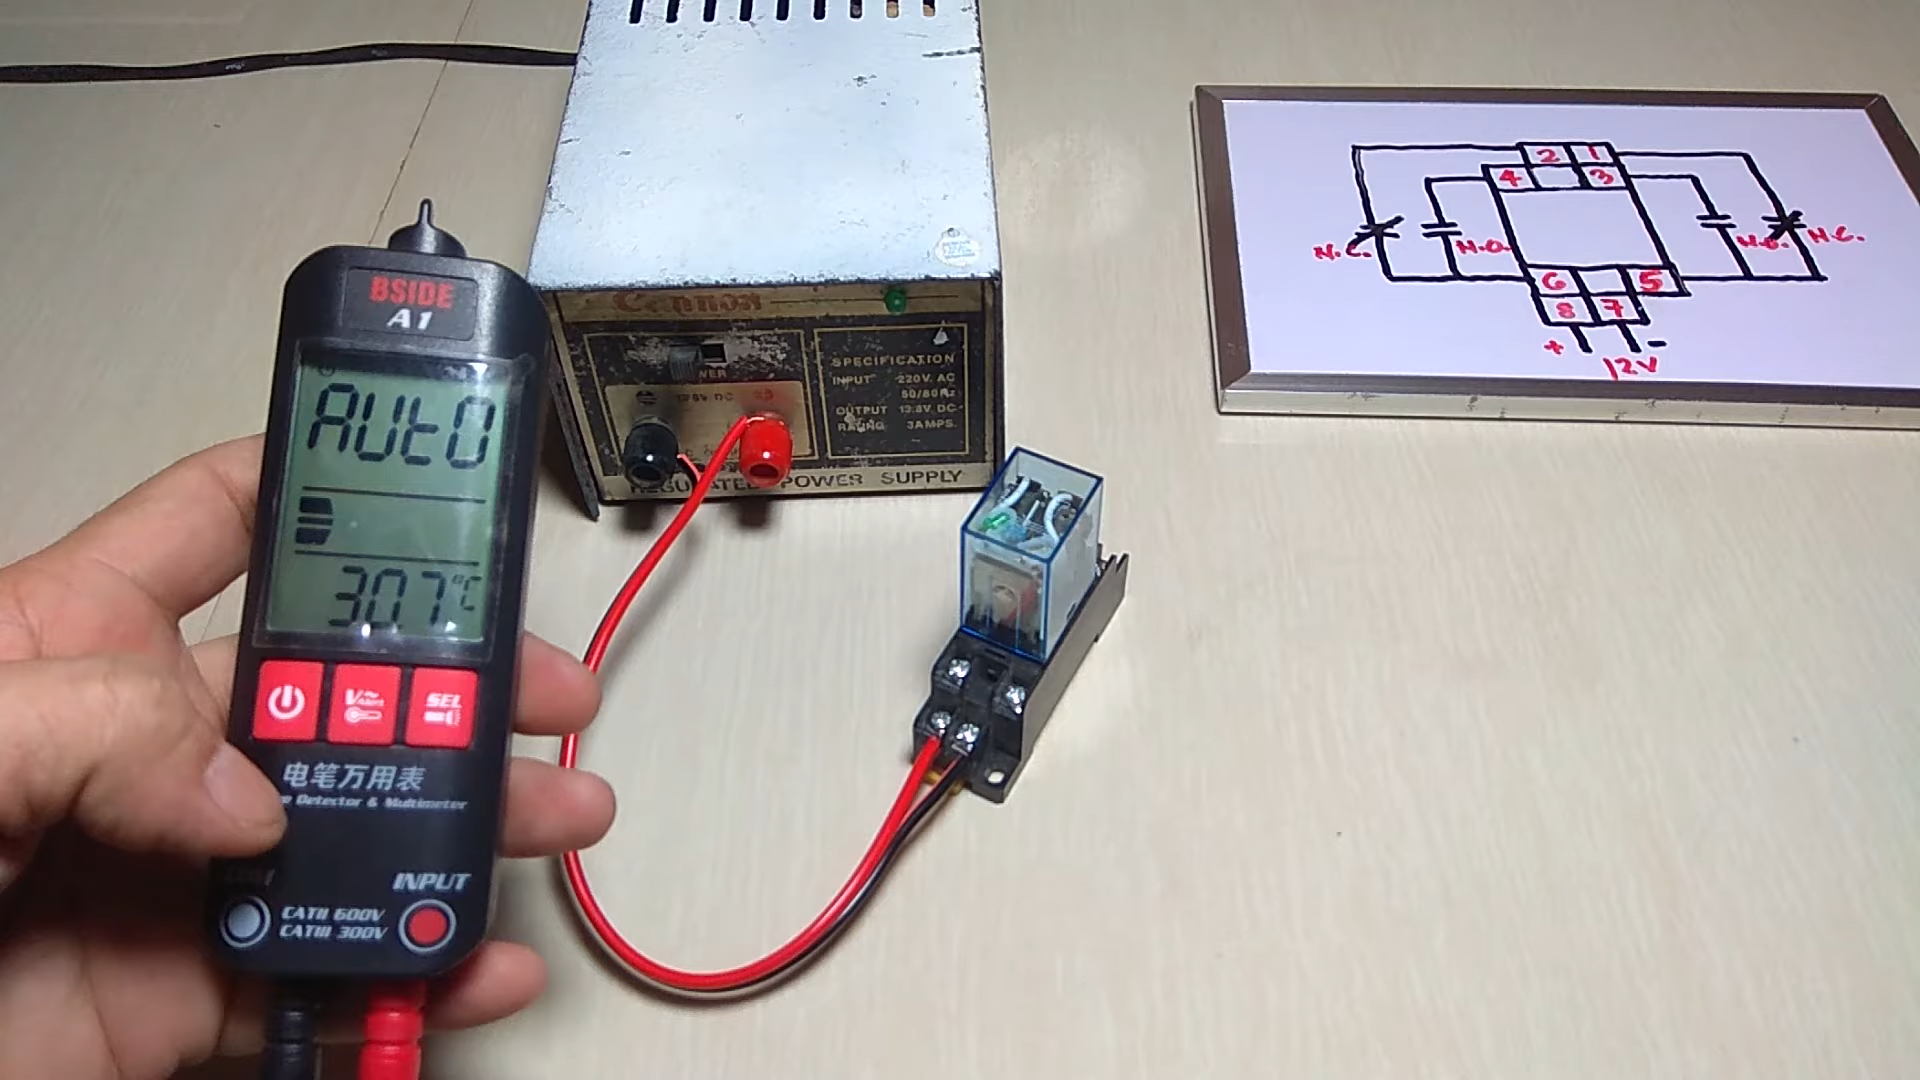 BSIDE
A1
AUtO
30.7°C
V~
SEL
电笔万用表
Detector & Multimeter
INPUT
CATII 600V
CATIII 300V
Cannon
SPECIFICATION
INPUT 220V. AC
50/60Hz
OUTPUT 13.8V DC
RATING 3AMPS.
REGULATED POWER SUPPLY
2 1
4 3
N.C. N.O. N.O. N.C.
6 5
8 7
+ -
12V